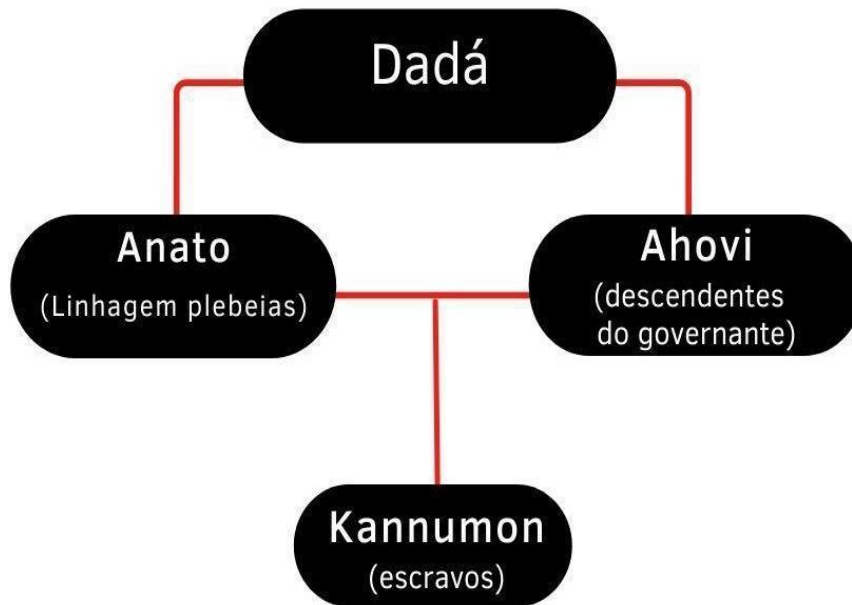 Dadá
Anato
(Linhagem plebeias)
Ahovi
(descendentes
do governante)
Kannumon
(escravos)